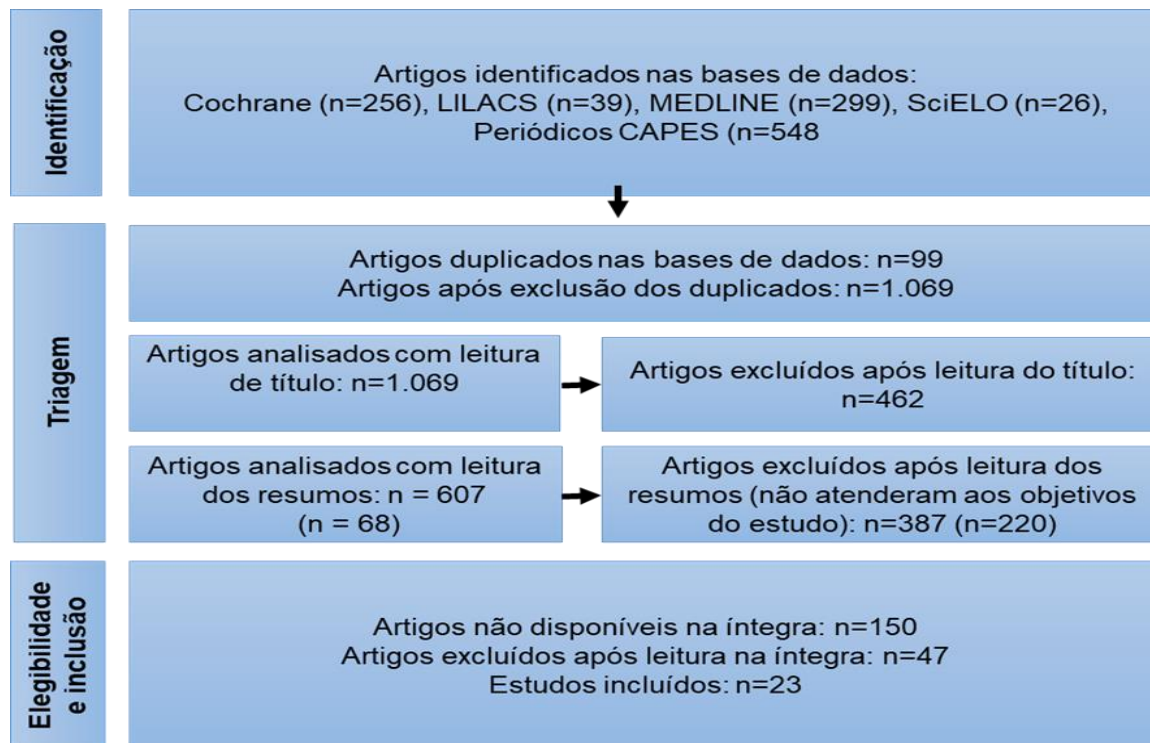 Identificação
Artigos identificados nas bases de dados:
Cochrane (n=256), LILACS (n=39), MEDLINE (n=299), SciELO (n=26),
Periódicos CAPES (n=548
Triagem
Artigos duplicados nas bases de dados: n=99
Artigos após exclusão dos duplicados: n=1.069
Artigos analisados com leitura
de título: n=1.069
Artigos excluídos após leitura do título:
n=462
Artigos analisados com leitura
dos resumos: n = 607
(n = 68)
Artigos excluídos após leitura dos
resumos (não atenderam aos objetivos
do estudo): n=387 (n=220)
Elegibilidade
e inclusão
Artigos não disponíveis na íntegra: n=150
Artigos excluídos após leitura na íntegra: n=47
Estudos incluídos: n=23